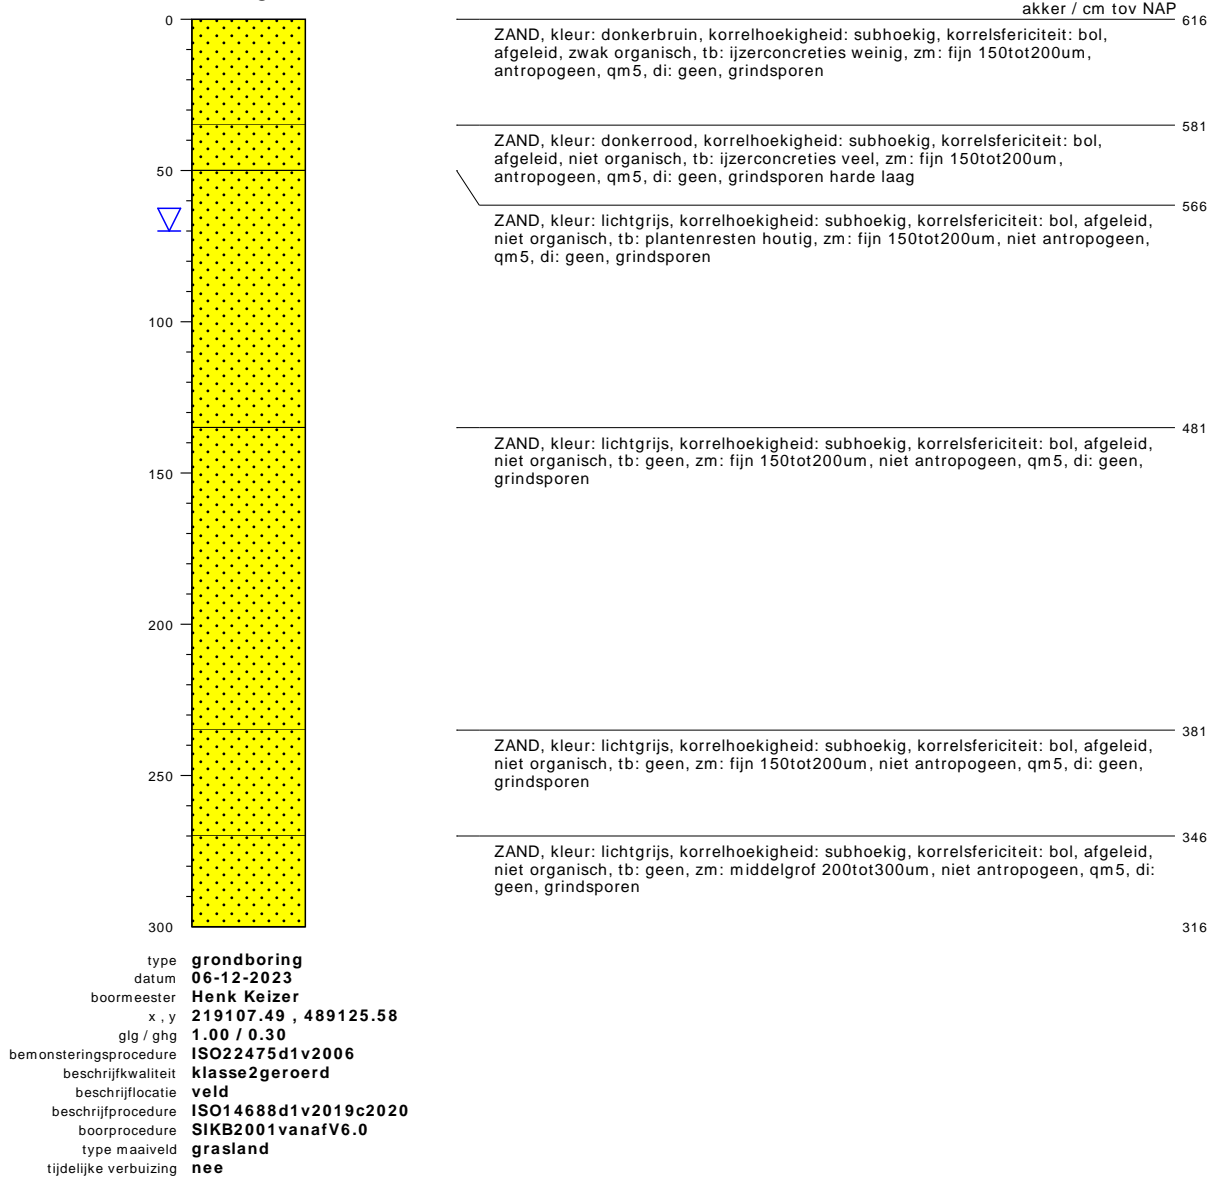 akker / cm tov NAP
0
616
ZAND, kleur: donkerbruin, korrelhoekigheid: subhoekig, korrelsfericiteit: bol,
afgeleid, zwak organisch, tb: ijzerconcreties weinig, zm: fijn 150tot200um,
antropogeen, qm5, di: geen, grindsporen
581
ZAND, kleur: donkerrood, korrelhoekigheid: subhoekig, korrelsfericiteit: bol,
afgeleid, niet organisch, tb: ijzerconcreties veel, zm: fijn 150tot200um,
antropogeen, qm5, di: geen, grindsporen harde laag
50
566
ZAND, kleur: lichtgrijs, korrelhoekigheid: subhoekig, korrelsfericiteit: bol, afgeleid,
niet organisch, tb: plantenresten houtig, zm: fijn 150tot200um, niet antropogeen,
qm5, di: geen, grindsporen
100
481
ZAND, kleur: lichtgrijs, korrelhoekigheid: subhoekig, korrelsfericiteit: bol, afgeleid,
niet organisch, tb: geen, zm: fijn 150tot200um, niet antropogeen, qm5, di: geen,
grindsporen
150
200
381
ZAND, kleur: lichtgrijs, korrelhoekigheid: subhoekig, korrelsfericiteit: bol, afgeleid,
niet organisch, tb: geen, zm: fijn 150tot200um, niet antropogeen, qm5, di: geen,
grindsporen
250
346
ZAND, kleur: lichtgrijs, korrelhoekigheid: subhoekig, korrelsfericiteit: bol, afgeleid,
niet organisch, tb: geen, zm: middelgrof 200tot300um, niet antropogeen, qm5, di:
geen, grindsporen
300
316
type grondboring
datum 06-12-2023
boormeester Henk Keizer
x , y 219107.49 , 489125.58
glg / ghg 1.00 / 0.30
bemonsteringsprocedure ISO22475d1v2006
beschrijfkwaliteit klasse2geroerd
beschrijflocatie veld
beschrijfprocedure ISO14688d1v2019c2020
boorprocedure SIKB2001vanafV6.0
type maaiveld grasland
tijdelijke verbuizing nee